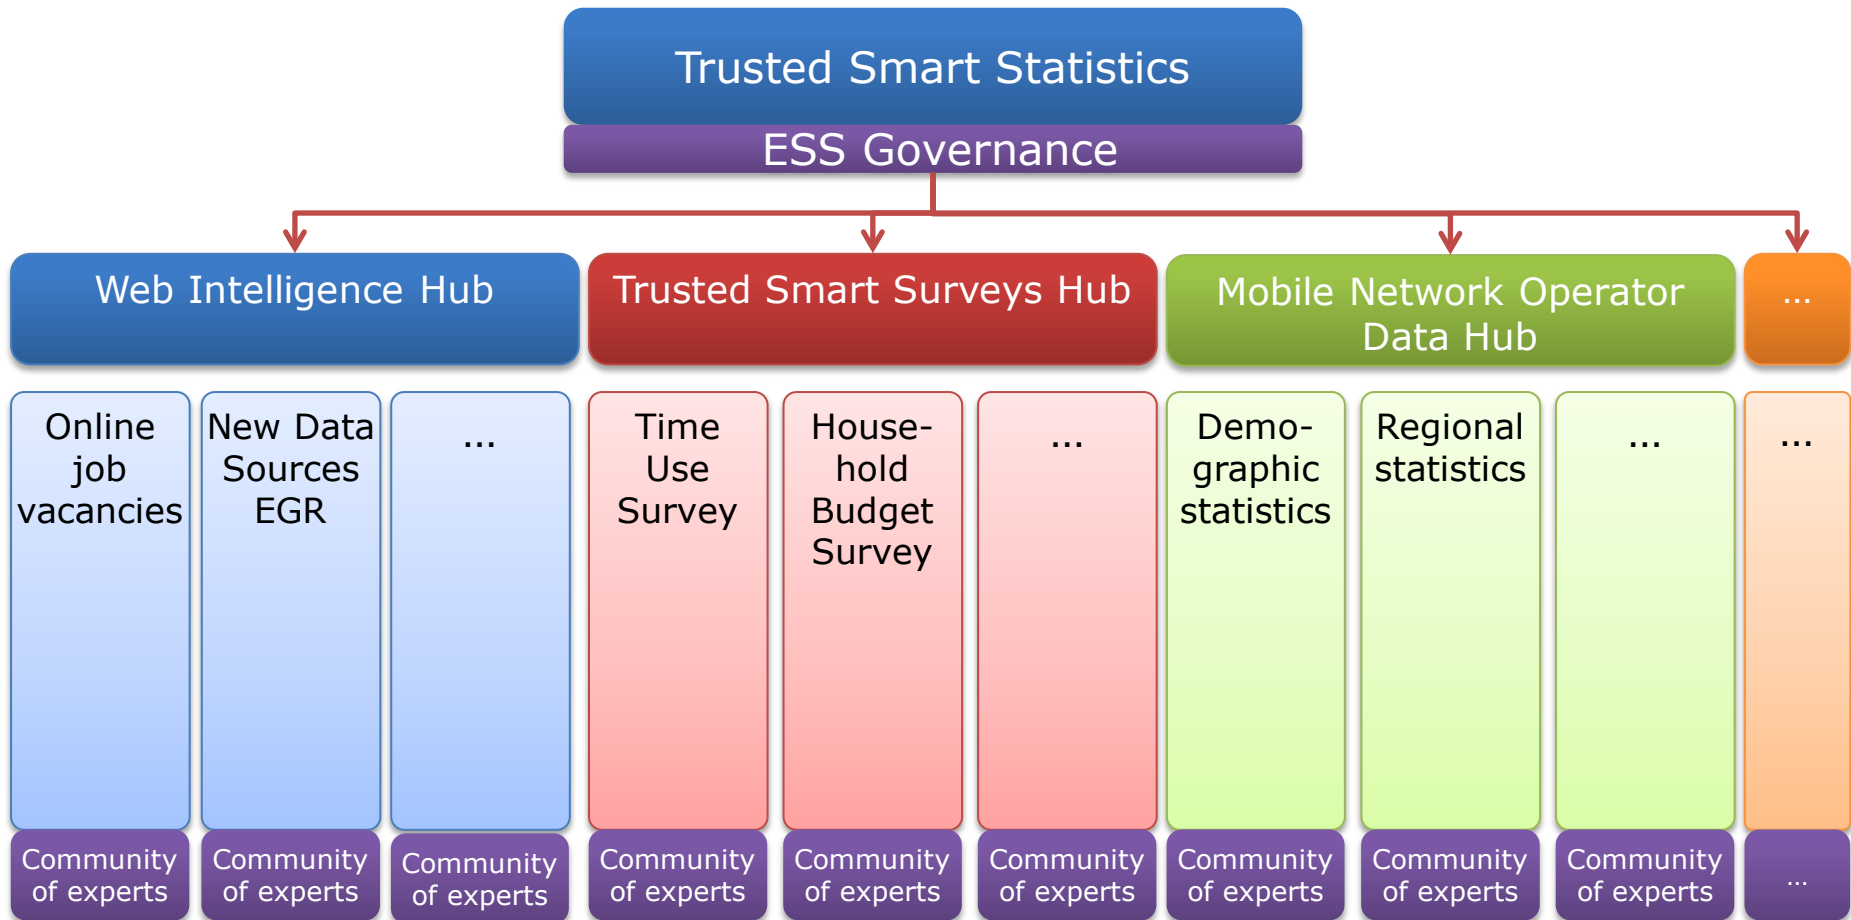 Trusted Smart Statistics
ESS Governance
Web Intelligence Hub
Trusted Smart Surveys Hub
Mobile Network Operator
Data Hub
...
Online
job
vacancies
New Data
Sources
EGR
...
Time
Use
Survey
House-
hold
Budget
Survey
...
Demo-
graphic
statistics
Regional
statistics
...
...
Community
of experts
Community
of experts
Community
of experts
Community
of experts
Community
of experts
Community
of experts
Community
of experts
Community
of experts
Community
of experts
...